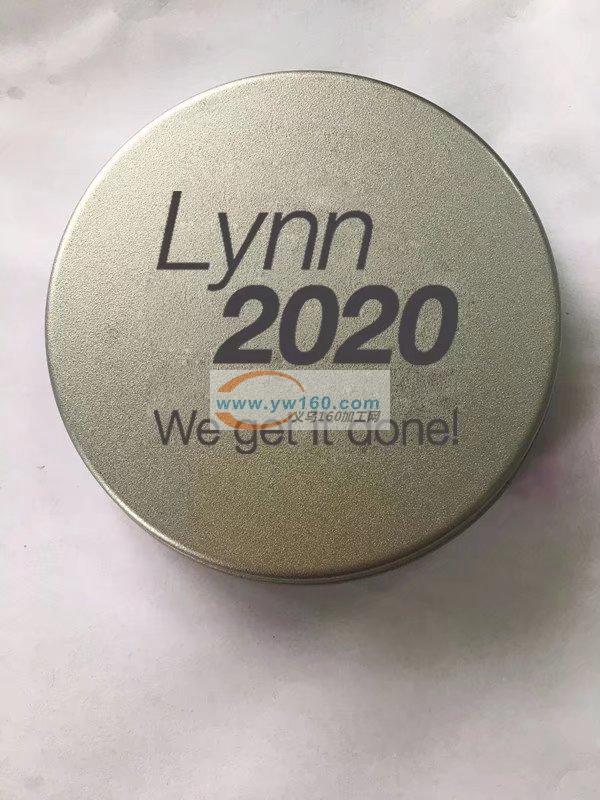 Lynn
2020
www.yw160.com
义乌160加工网
We get it done!